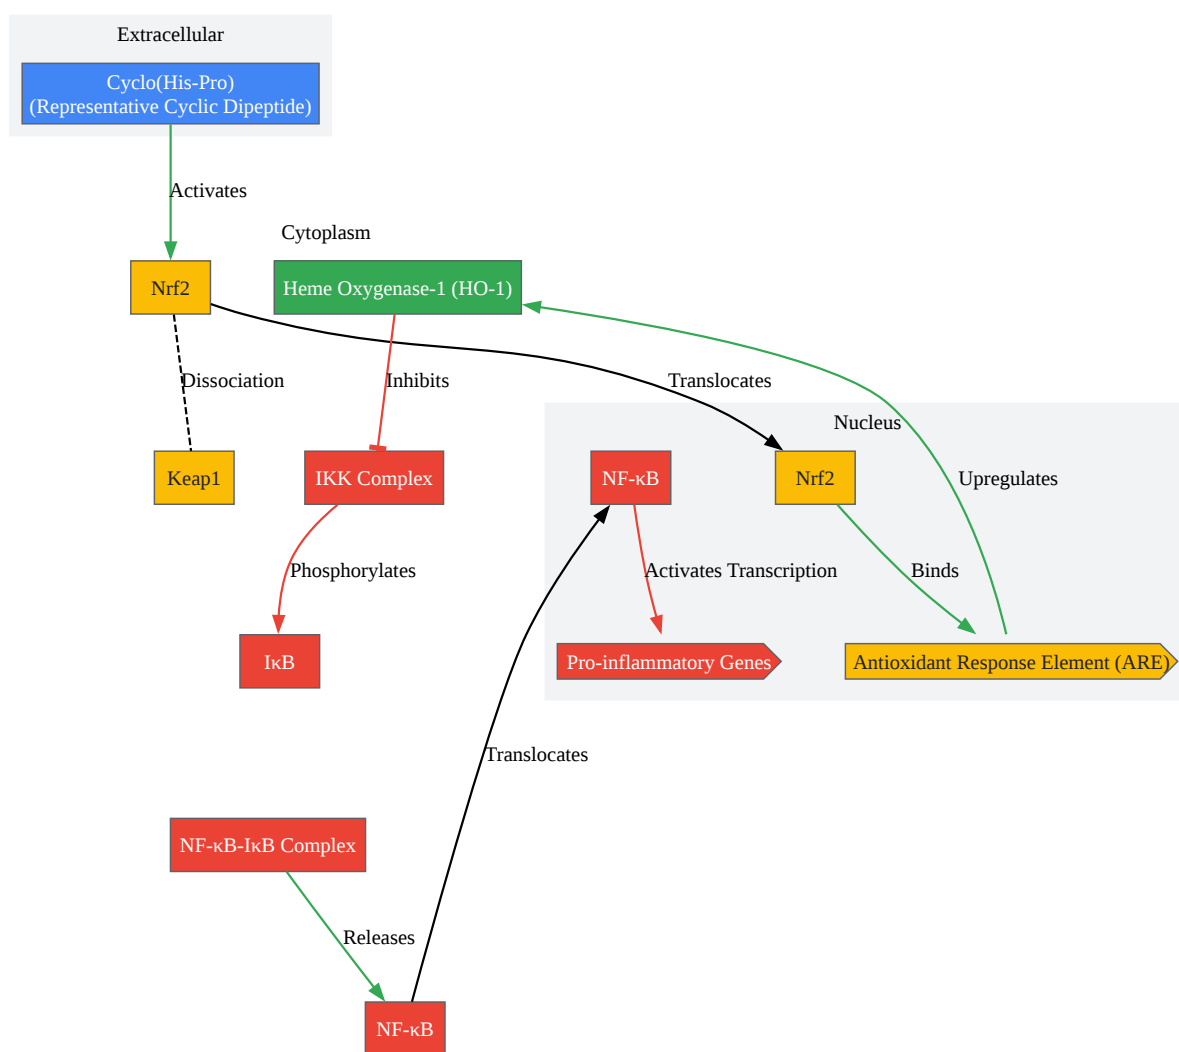 Extracellular
Cyclo(His-Pro)
(Representative Cyclic Dipeptide)
Activates
Cytoplasm
Nrf2
Heme Oxygenase-1 (HO-1)
Dissociation
Inhibits
Translocates
Nucleus
Keap1
IKK Complex
NF-κB
Nrf2
Upregulates
Phosphorylates
Activates Transcription
Binds
IκB
Pro-inflammatory Genes
Antioxidant Response Element (ARE)
Translocates
NF-κB-IκB Complex
Releases
NF-κB